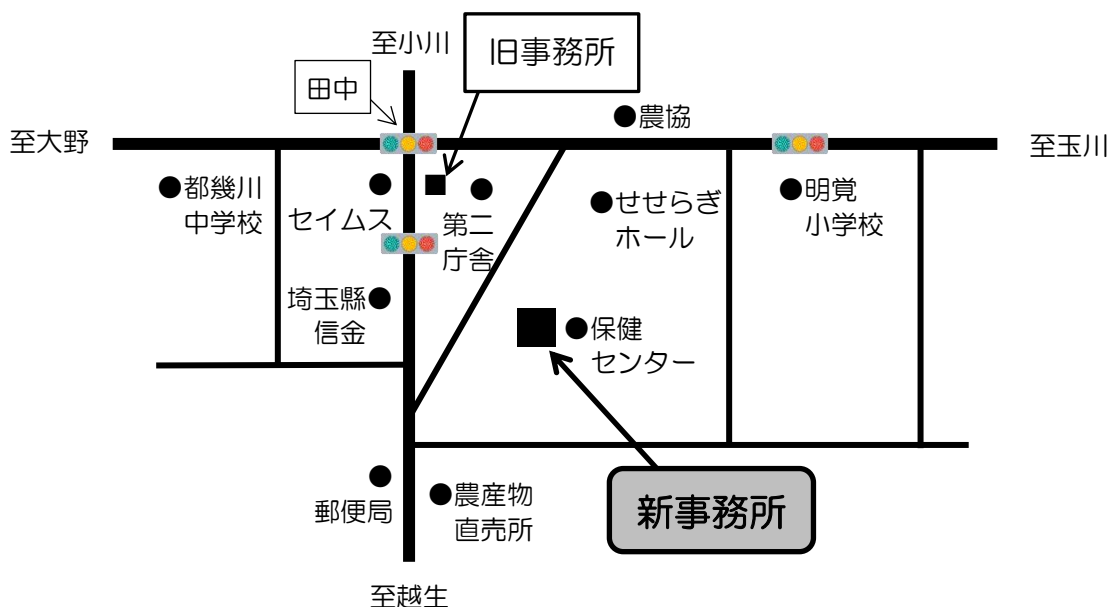 至小川
旧事務所
田中
至大野
●農協
至玉川
●都幾川
中学校
●
セイムス
●
第二
庁舎
●せせらぎ
ホール
●明覚
小学校
埼玉縣●
信金
●保健
センター
●
郵便局
●農産物
直売所
新事務所
至越生